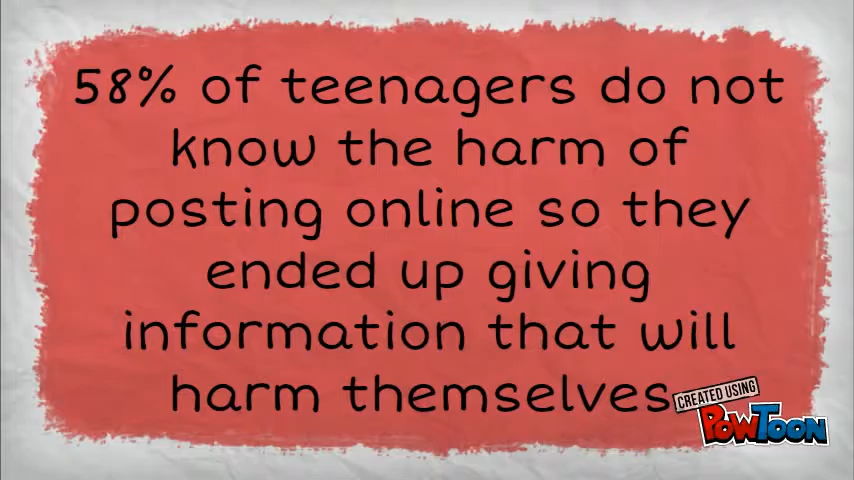 58% of teenagers do not
know the harm of
posting online so they
ended up giving
information that will
harm themselves
CREATED USING
POWTOON